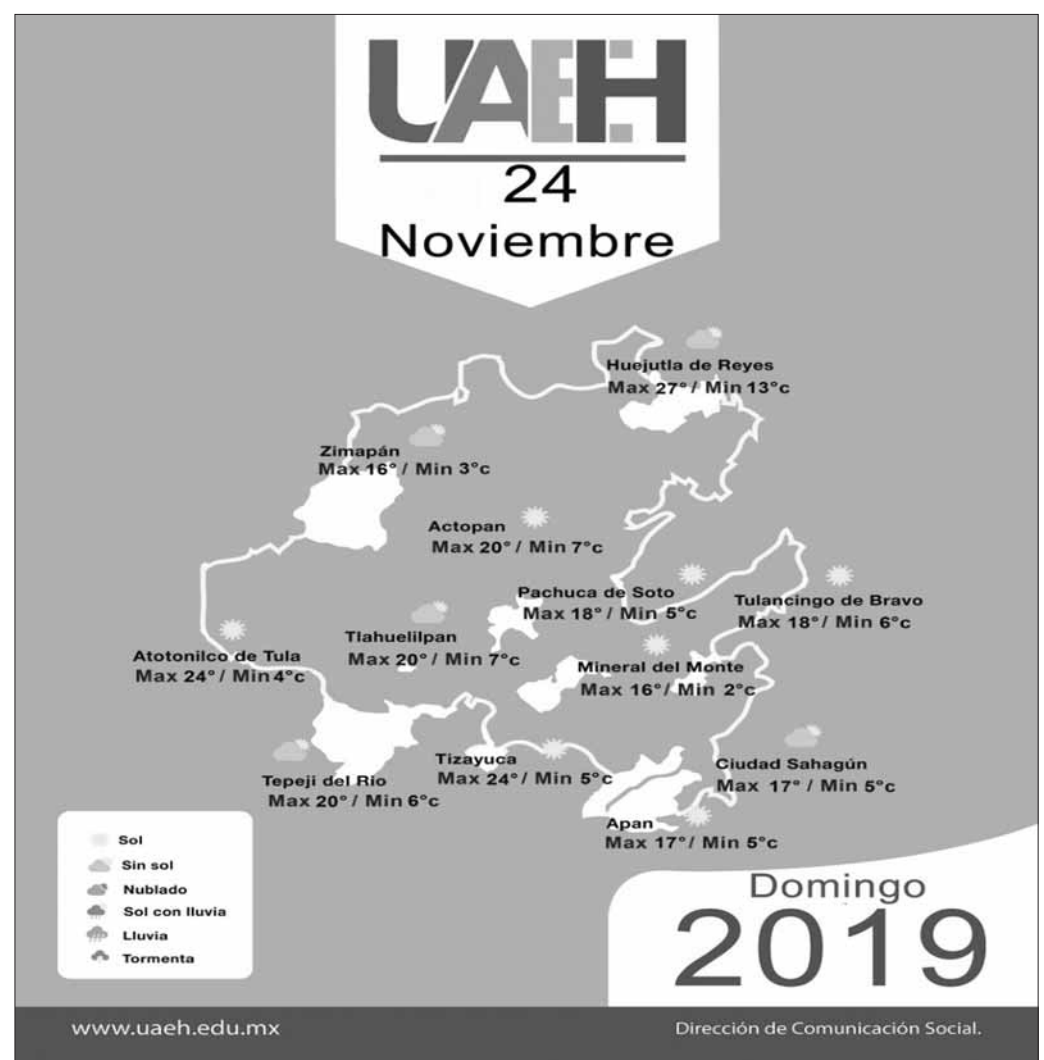 UAEH
24
Noviembre
Huejutla de Reyes
Max 27° / Min 13°c
Zimapán
Max 16° / Min 3°c
Actopan
Max 20° / Min 7°c
Pachuca de Soto
Max 18° / Min 5°c
Tulancingo de Bravo
Max 18° / Min 6°c
Tlahuelilpan
Max 20° / Min 7°c
Atotonilco de Tula
Max 24° / Min 4°c
Mineral del Monte
Max 16° / Min 2°c
Tizayuca
Max 24° / Min 5°c
Ciudad Sahagún
Max 17° / Min 5°c
Tepeji del Rio
Max 20° / Min 6°c
Apan
Max 17° / Min 5°c
Sol
Sin sol
Nublado
Sol con lluvia
Lluvia
Tormenta
Domingo
2019
www.uaeh.edu.mx
Dirección de Comunicación Social.